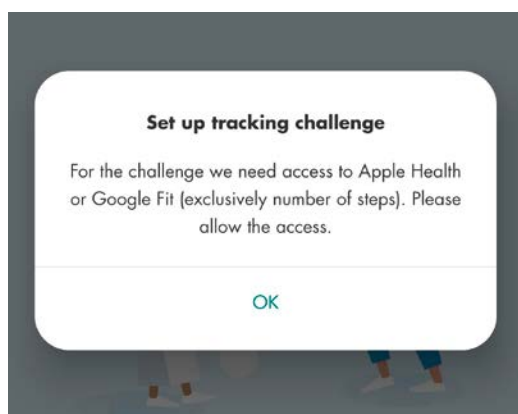 Set up tracking challenge
For the challenge we need access to Apple Health
or Google Fit (exclusively number of steps). Please
allow the access.
OK